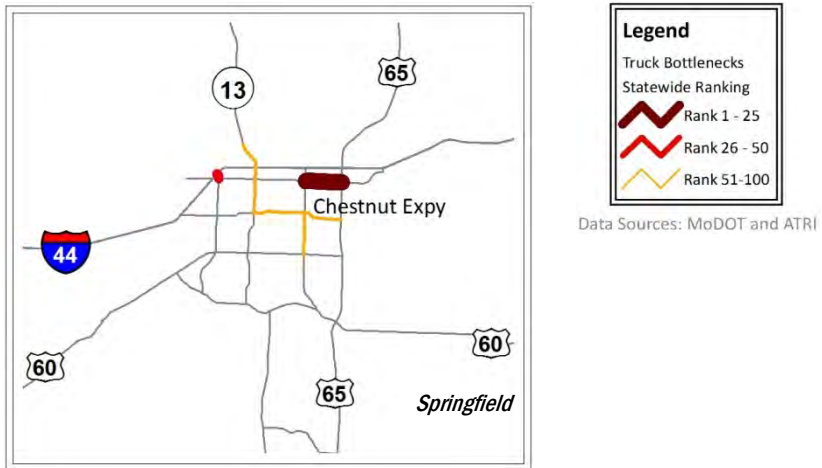 65
13
Chestnut Expy
44
60
60
65
Springfield
Legend
Truck Bottlenecks
Statewide Ranking
Rank 1 - 25
Rank 26 - 50
Rank 51-100
Data Sources: MoDOT and ATRI